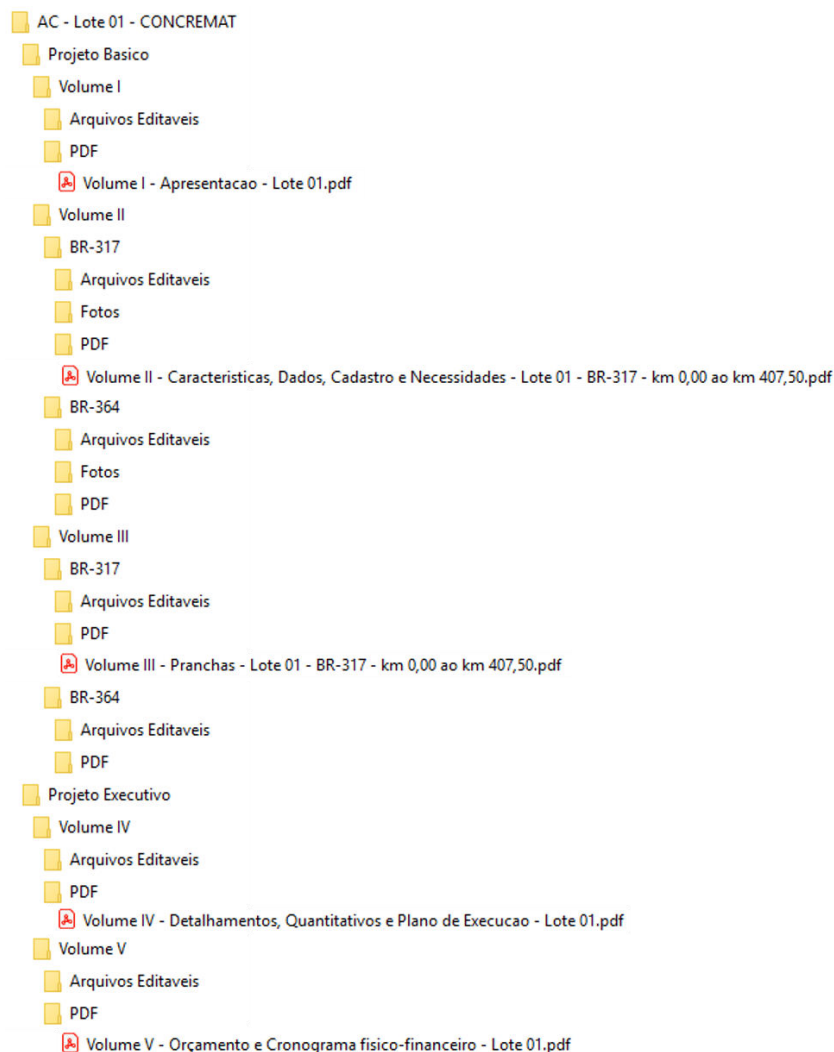 AC - Lote 01 - CONCREMAT
Projeto Basico
Volume I
Arquivos Editaveis
PDF
Volume I - Apresentacao - Lote 01.pdf
Volume II
BR-317
Arquivos Editaveis
Fotos
PDF
Volume II - Caracteristicas, Dados, Cadastro e Necessidades - Lote 01 - BR-317 - km 0,00 ao km 407,50.pdf
BR-364
Arquivos Editaveis
Fotos
PDF
Volume III
BR-317
Arquivos Editaveis
PDF
Volume III - Pranchas - Lote 01 - BR-317 - km 0,00 ao km 407,50.pdf
BR-364
Arquivos Editaveis
PDF
Projeto Executivo
Volume IV
Arquivos Editaveis
PDF
Volume IV - Detalhamentos, Quantitativos e Plano de Execucao - Lote 01.pdf
Volume V
Arquivos Editaveis
PDF
Volume V - Orçamento e Cronograma fisico-financeiro - Lote 01.pdf